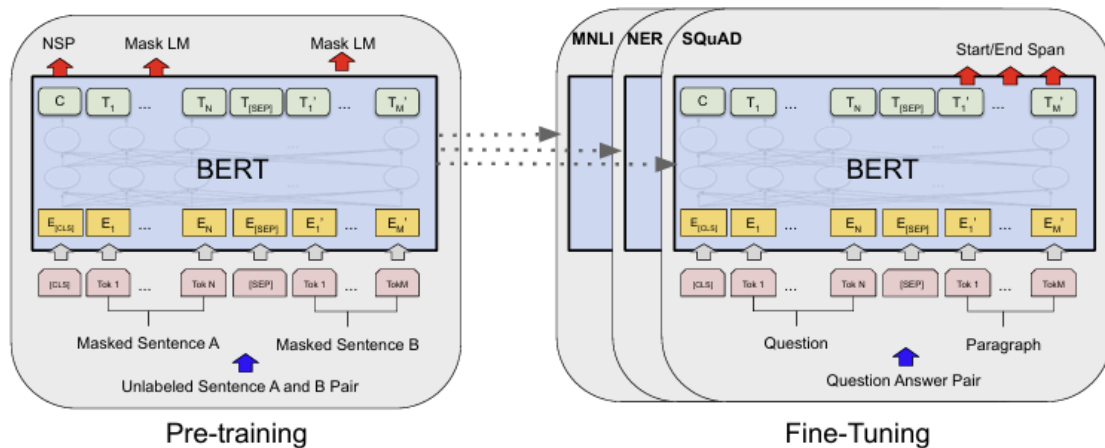 NSP Mask LM Mask LM
C T1 ... TN T[SEP] T1' ... TM'
BERT
E[CLS] E1 ... EN E[SEP] E1' ... EM'
[CLS] Tok 1 ... Tok N [SEP] Tok 1 ... TokM
Masked Sentence A Masked Sentence B
Unlabeled Sentence A and B Pair
Pre-training
MNLI NER SQuAD
Start/End Span
C T1 ... TN T[SEP] T1' ... TM'
BERT
E[CLS] E1 ... EN E[SEP] E1' ... EM'
[CLS] Tok 1 ... Tok N [SEP] Tok 1 ... TokM
Question Paragraph
Question Answer Pair
Fine-Tuning